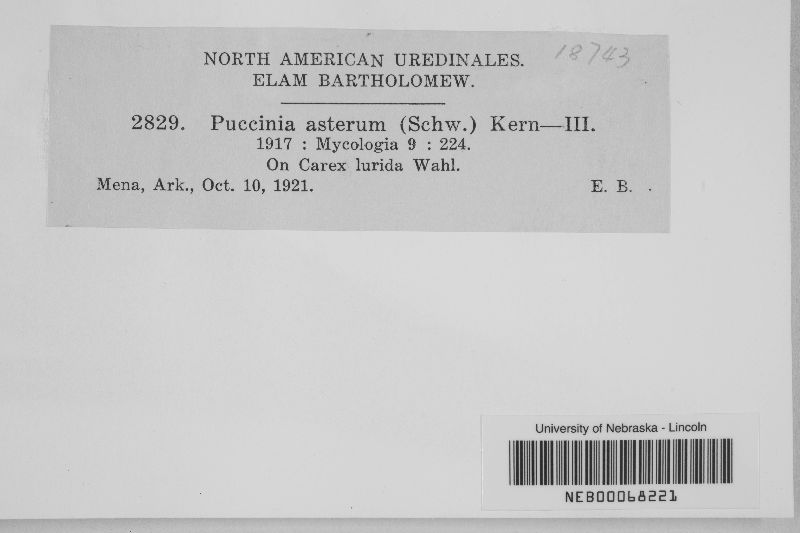 NORTH AMERICAN UREDINALES. 18743
ELAM BARTHOLOMEW.
2829. Puccinia asterum (Schw.) Kern—III.
1917 : Mycologia 9 : 224.
On Carex lurida Wahl.
Mena, Ark., Oct. 10, 1921. E. B.
University of Nebraska - Lincoln
NEB00068221